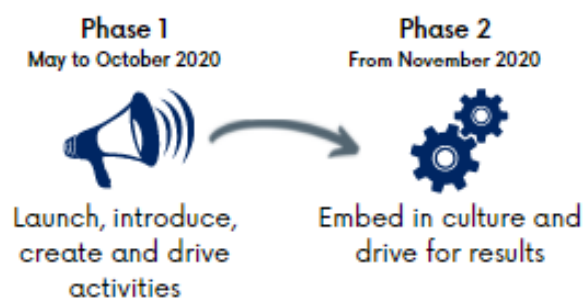 Phase 1
May to October 2020
Launch, introduce,
create and drive
activities
Phase 2
From November 2020
Embed in culture and
drive for results